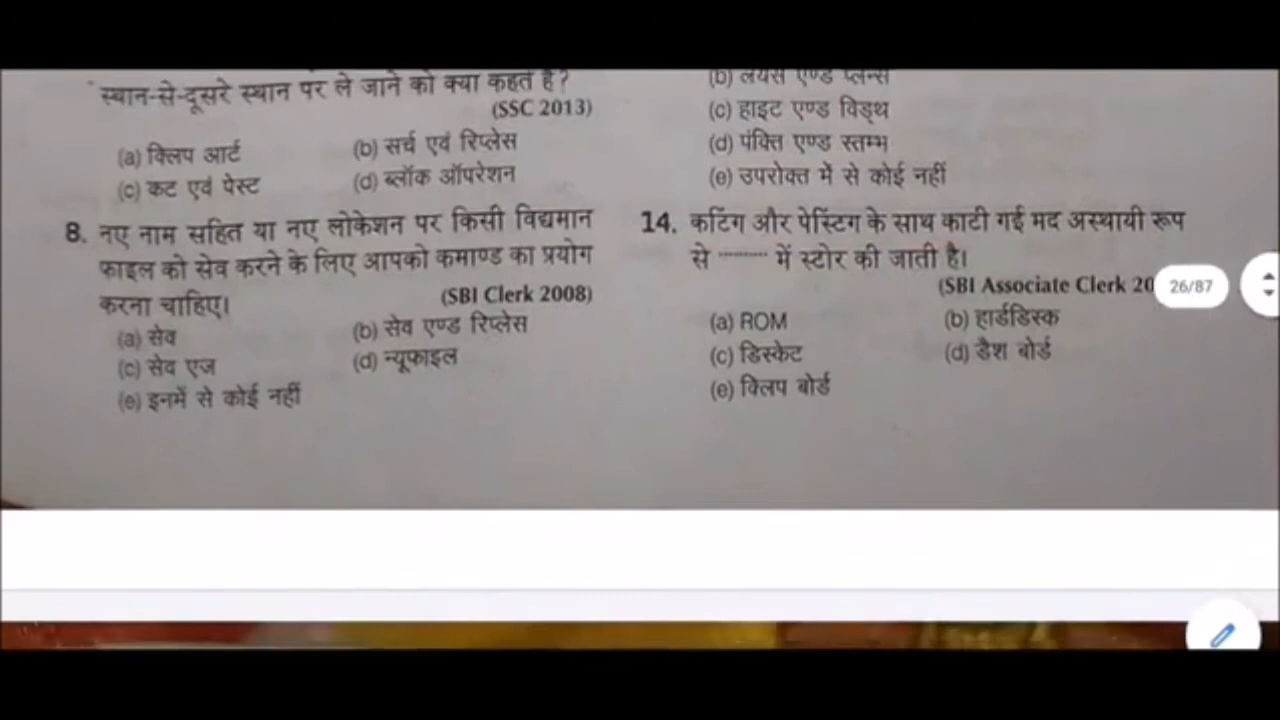 स्थान-से-दूसरे स्थान पर ले जाने को क्या कहते हैं?
(SSC 2013)
(a) क्लिप आर्ट (b) सर्च एवं रिप्लेस
(c) कट एवं पेस्ट (d) ब्लॉक ऑपरेशन
8. नए नाम सहित या नए लोकेशन पर किसी विद्यमान
फाइल को सेव करने के लिए आपको कमाण्ड का प्रयोग
करना चाहिए। (SBI Clerk 2008)
(a) सेव (b) सेव एण्ड रिप्लेस
(c) सेव एज (d) न्यूफाइल
(e) इनमें से कोई नहीं
(b) लेयर्स एण्ड प्लेन्स
(c) हाइट एण्ड विड्थ
(d) पंक्ति एण्ड स्तम्भ
(e) उपरोक्त में से कोई नहीं
14. कटिंग और पेस्टिंग के साथ काटी गई मद अस्थायी रूप
से ......... में स्टोर की जाती है।
(SBI Associate Clerk 20
(a) ROM (b) हार्डडिस्क
(c) डिस्केट (d) डैश बोर्ड
(e) क्लिप बोर्ड
26/87